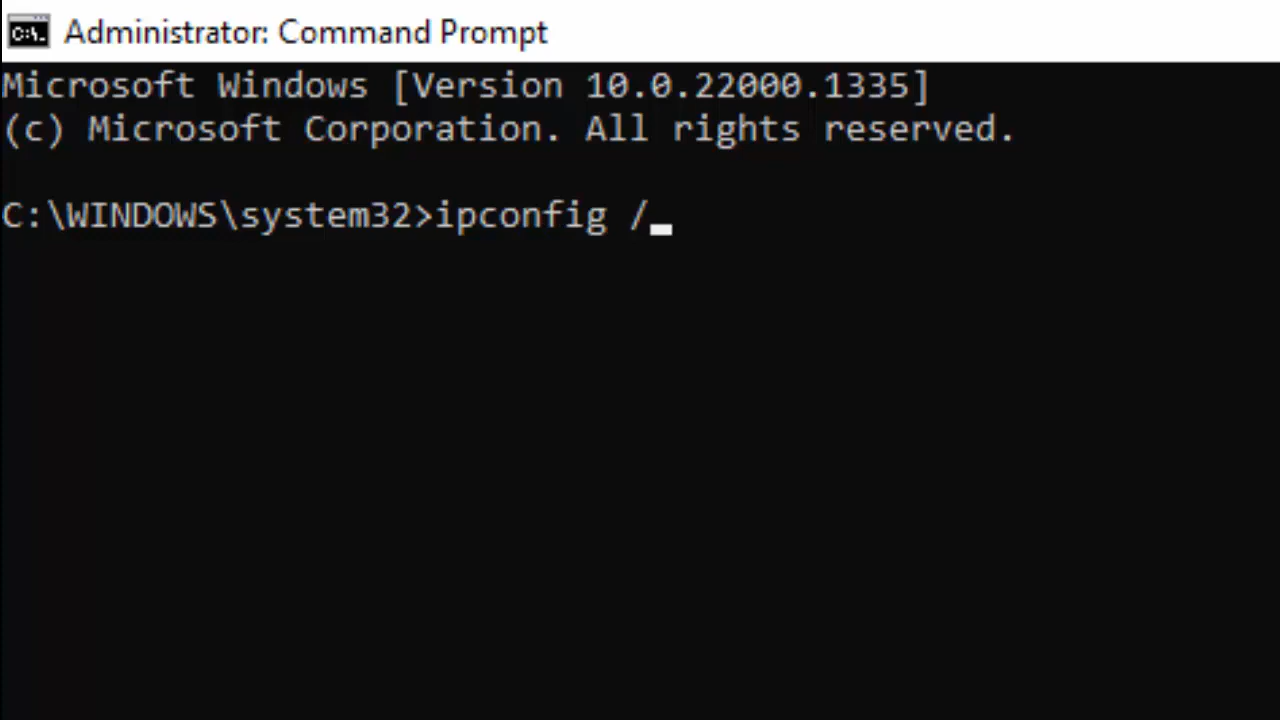 Administrator: Command Prompt
Microsoft Windows [Version 10.0.22000.1335]
(c) Microsoft Corporation. All rights reserved.
C:\WINDOWS\system32>ipconfig /